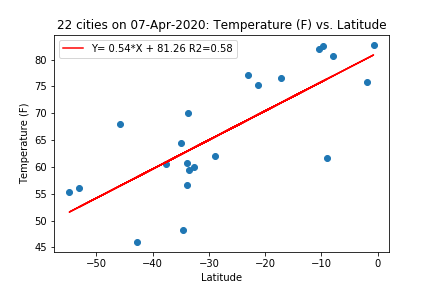 22 cities on 07-Apr-2020: Temperature (F) vs. Latitude
Y= 0.54*X + 81.26 R2=0.58
Temperature (F)
80
75
70
65
60
55
50
45
−50 −40 −30 −20 −10 0
Latitude